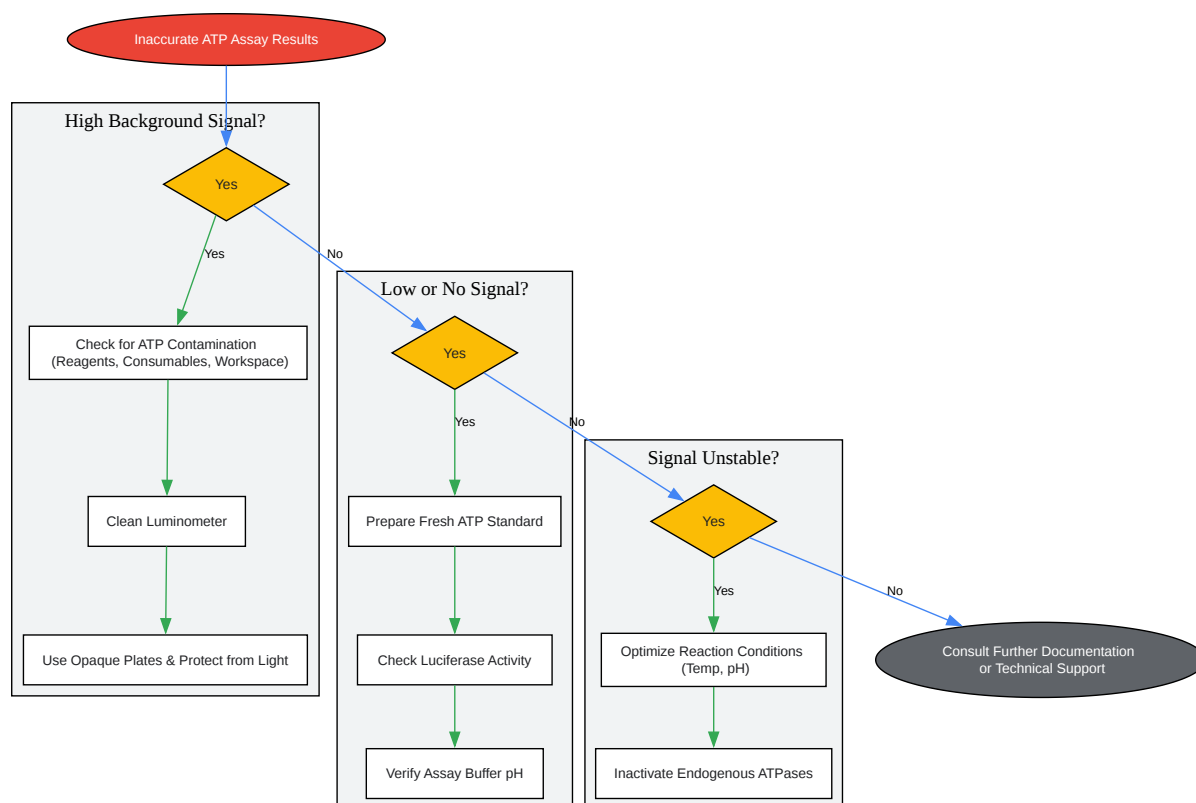 Inaccurate ATP Assay Results
High Background Signal?
Yes
Yes
No
Check for ATP Contamination
(Reagents, Consumables, Workspace)
Clean Luminometer
Use Opaque Plates & Protect from Light
Low or No Signal?
Yes
Yes
No
Prepare Fresh ATP Standard
Check Luciferase Activity
Verify Assay Buffer pH
Signal Unstable?
Yes
Yes
No
Optimize Reaction Conditions
(Temp, pH)
Inactivate Endogenous ATPases
Consult Further Documentation
or Technical Support